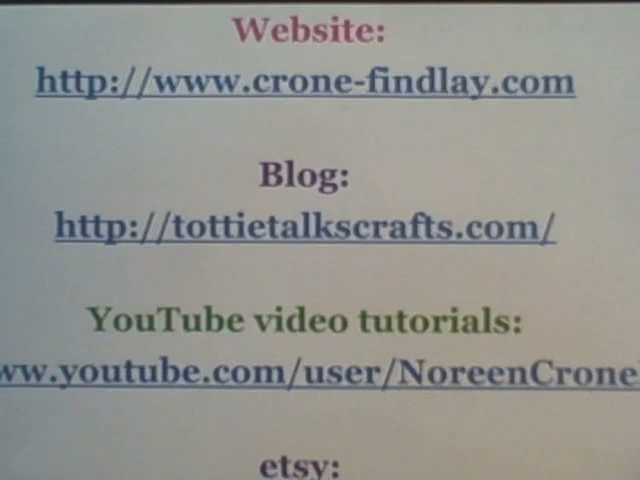 Website:
http://www.crone-findlay.com
Blog:
http://tottietalkscrafts.com/
YouTube video tutorials:
ww.youtube.com/user/NoreenCrone
etsy: